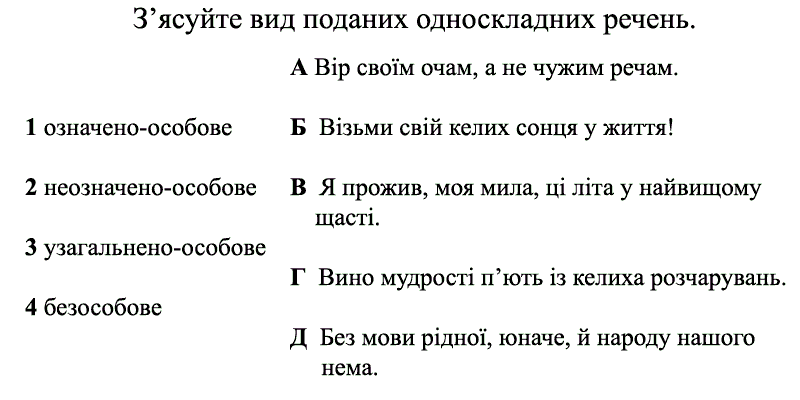 З’ясуйте вид поданих односкладних речень.
А Вір своїм очам, а не чужим речам.
1 означено-особове
Б Візьми свій келих сонця у життя!
2 неозначено-особове
В Я прожив, моя мила, ці літа у найвищому
щасті.
3 узагальнено-особове
Г Вино мудрості п’ють із келиха розчарувань.
4 безособове
Д Без мови рідної, юначе, й народу нашого
нема.